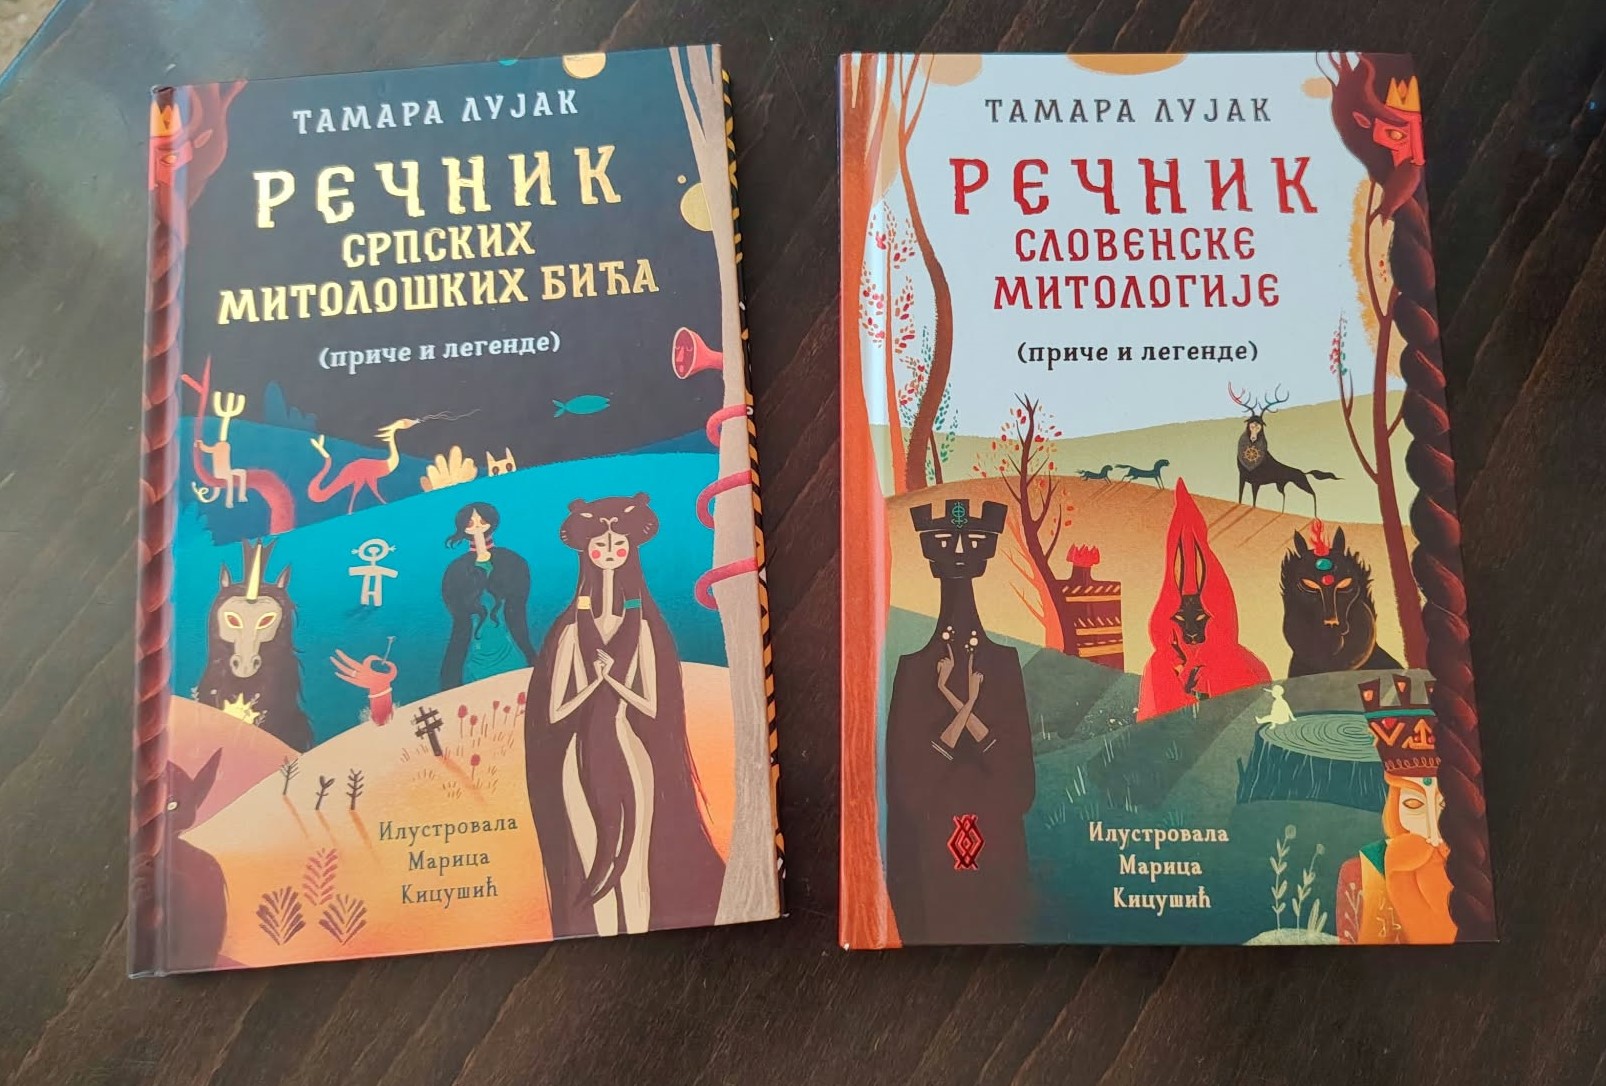 ТАМАРА ЛУЈАК
РЕЧНИК
СРПСКИХ
МИТОЛОШКИХ БИЋА
(приче и легенде)
Илустровала
Марица
Кицушић
ТАМАРА ЛУЈАК
РЕЧНИК
СЛОВЕНСКЕ
МИТОЛОГИЈЕ
(приче и легенде)
Илустровала
Марица
Кицушић